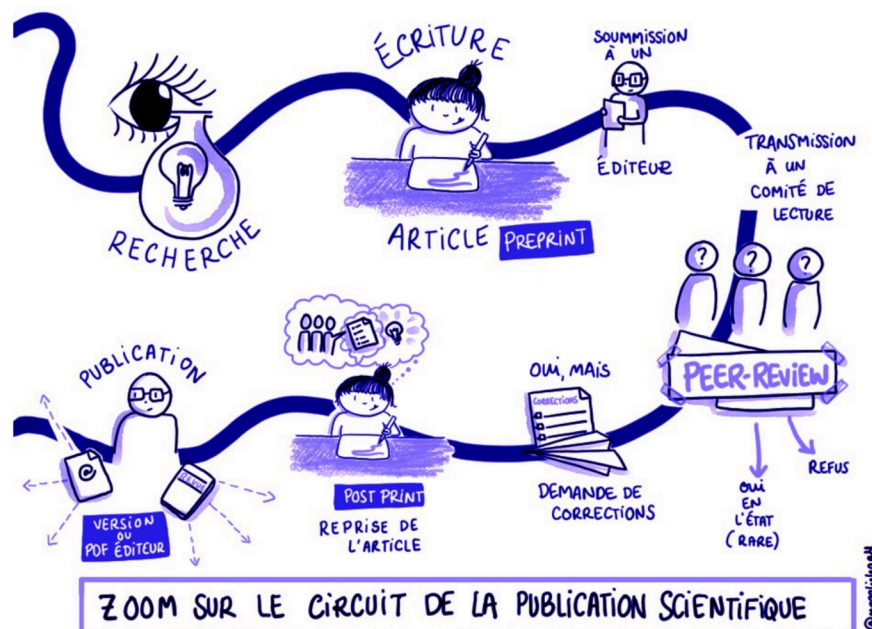 RECHERCHE
ÉCRITURE
ARTICLE PREPRINT
SOUMMISSION
À UN
ÉDITEUR
TRANSMISSION
À UN
COMITÉ DE
LECTURE
? ? ?
PEER-REVIEW
REFUS
OUI
EN
L'ÉTAT
(RARE)
OUI, MAIS
CORRECTIONS
DEMANDE DE
CORRECTIONS
POST PRINT
REPRISE DE
L'ARTICLE
PUBLICATION
@
VERSION
OU
PDF ÉDITEUR
ZOOM SUR LE CIRCUIT DE LA PUBLICATION SCIENTIFIQUE